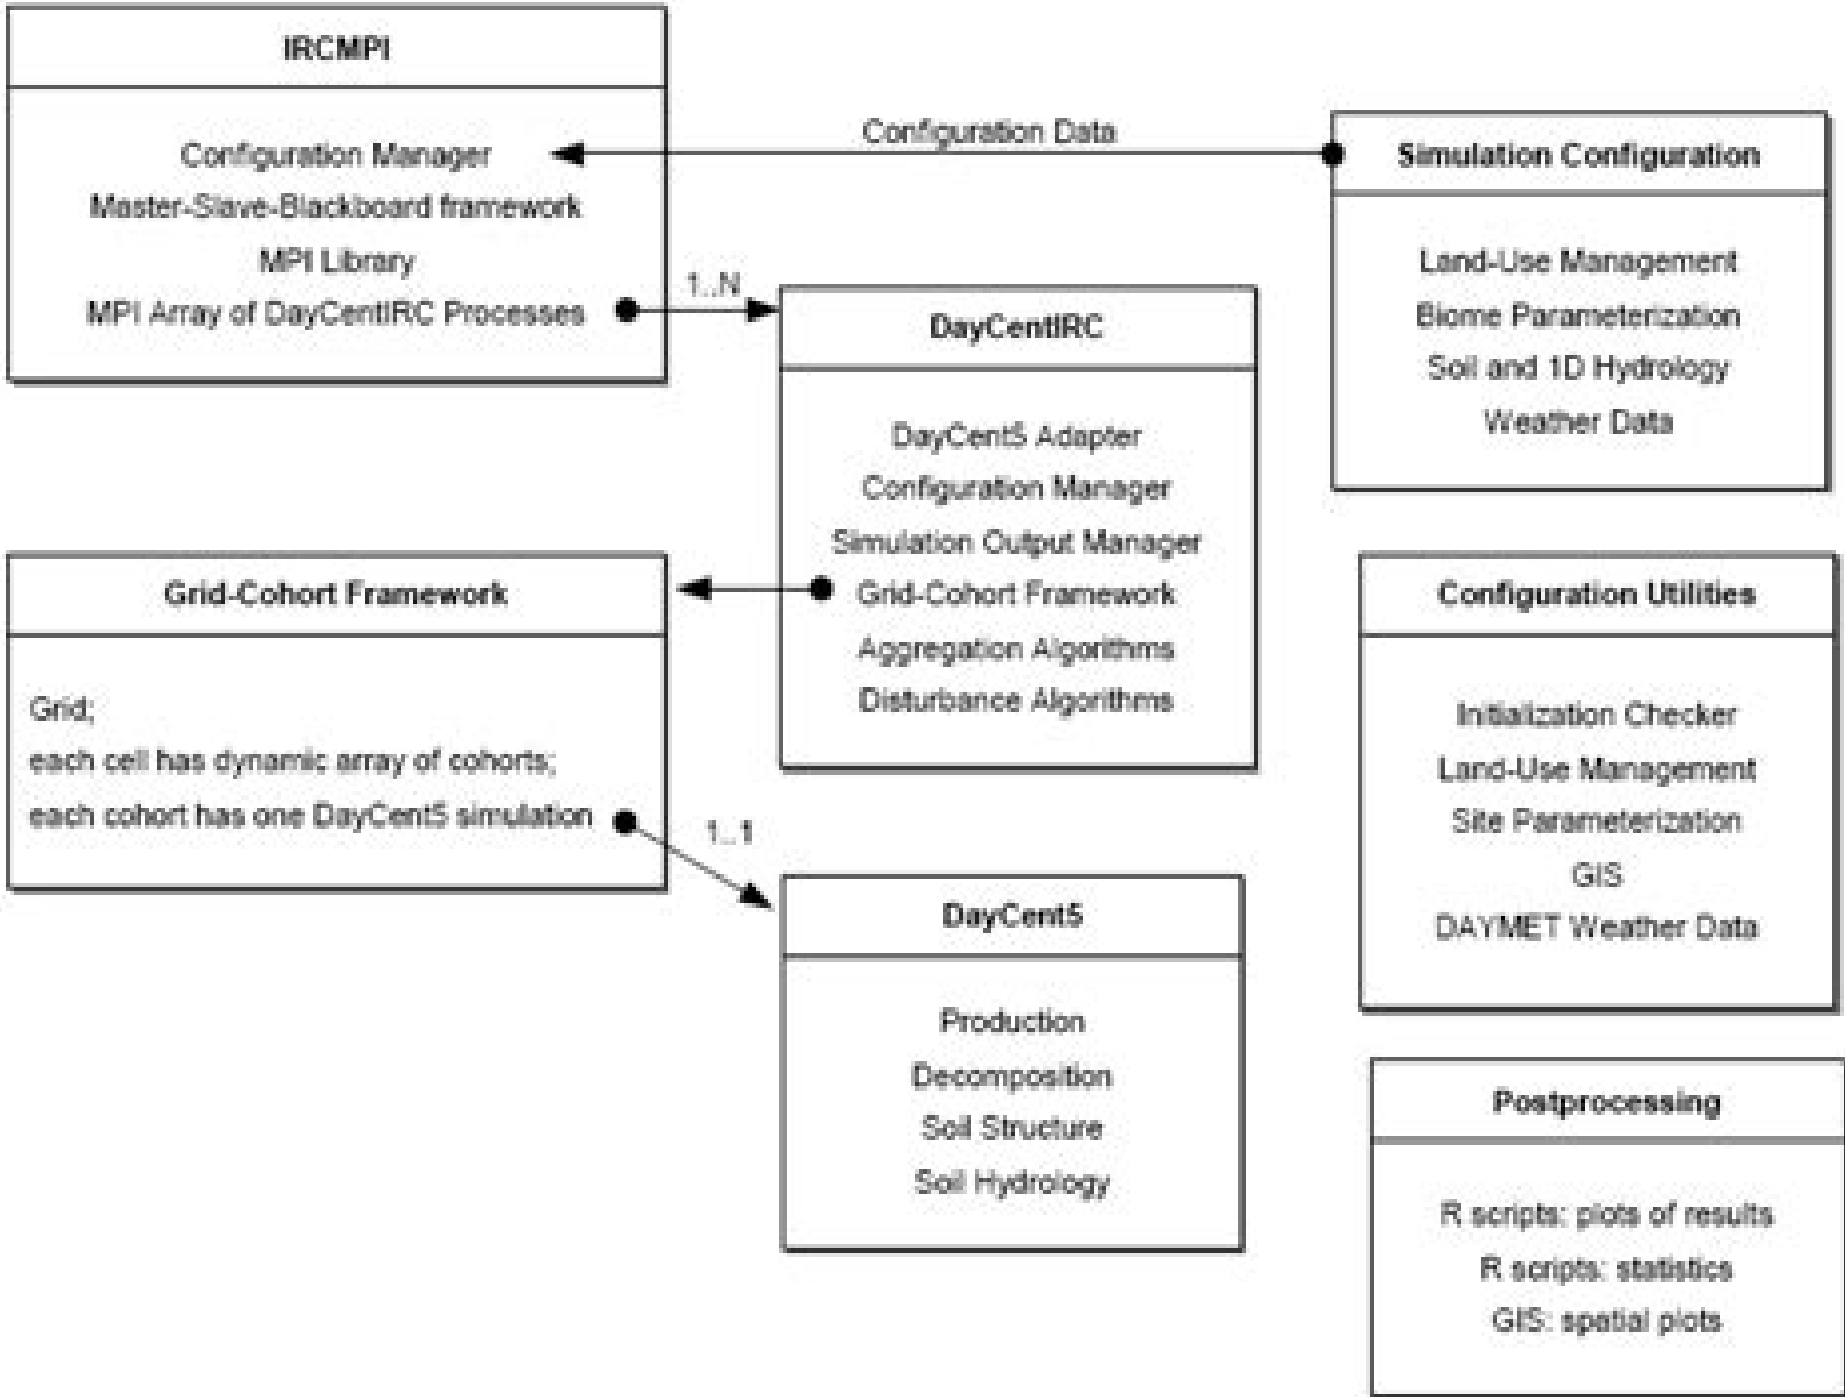 IRCMPI
Configuration Manager
Master-Slave-Blackboard framework
MPI Library
MPI Array of DayCentIRC Processes
Configuration Data
1..N
Simulation Configuration
Land-Use Management
Biome Parameterization
Soil and 1D Hydrology
Weather Data
DayCentIRC
DayCent5 Adapter
Configuration Manager
Simulation Output Manager
Grid-Cohort Framework
Aggregation Algorithms
Disturbance Algorithms
Grid-Cohort Framework
Grid;
each cell has dynamic array of cohorts;
each cohort has one DayCent5 simulation
1..1
DayCent5
Production
Decomposition
Soil Structure
Soil Hydrology
Configuration Utilities
Initialization Checker
Land-Use Management
Site Parameterization
GIS
DAYMET Weather Data
Postprocessing
R scripts: plots of results
R scripts: statistics
GIS: spatial plots